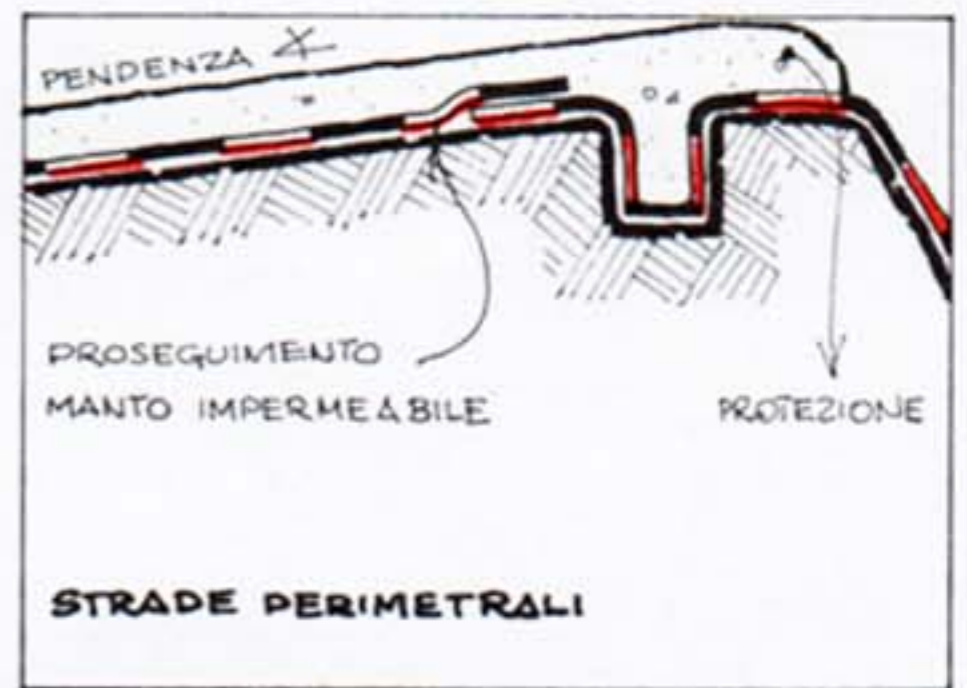 PENDENZA
PROSEGUIMENTO
MANTO IMPERMEABILE
PROTEZIONE
STRADE PERIMETRALI